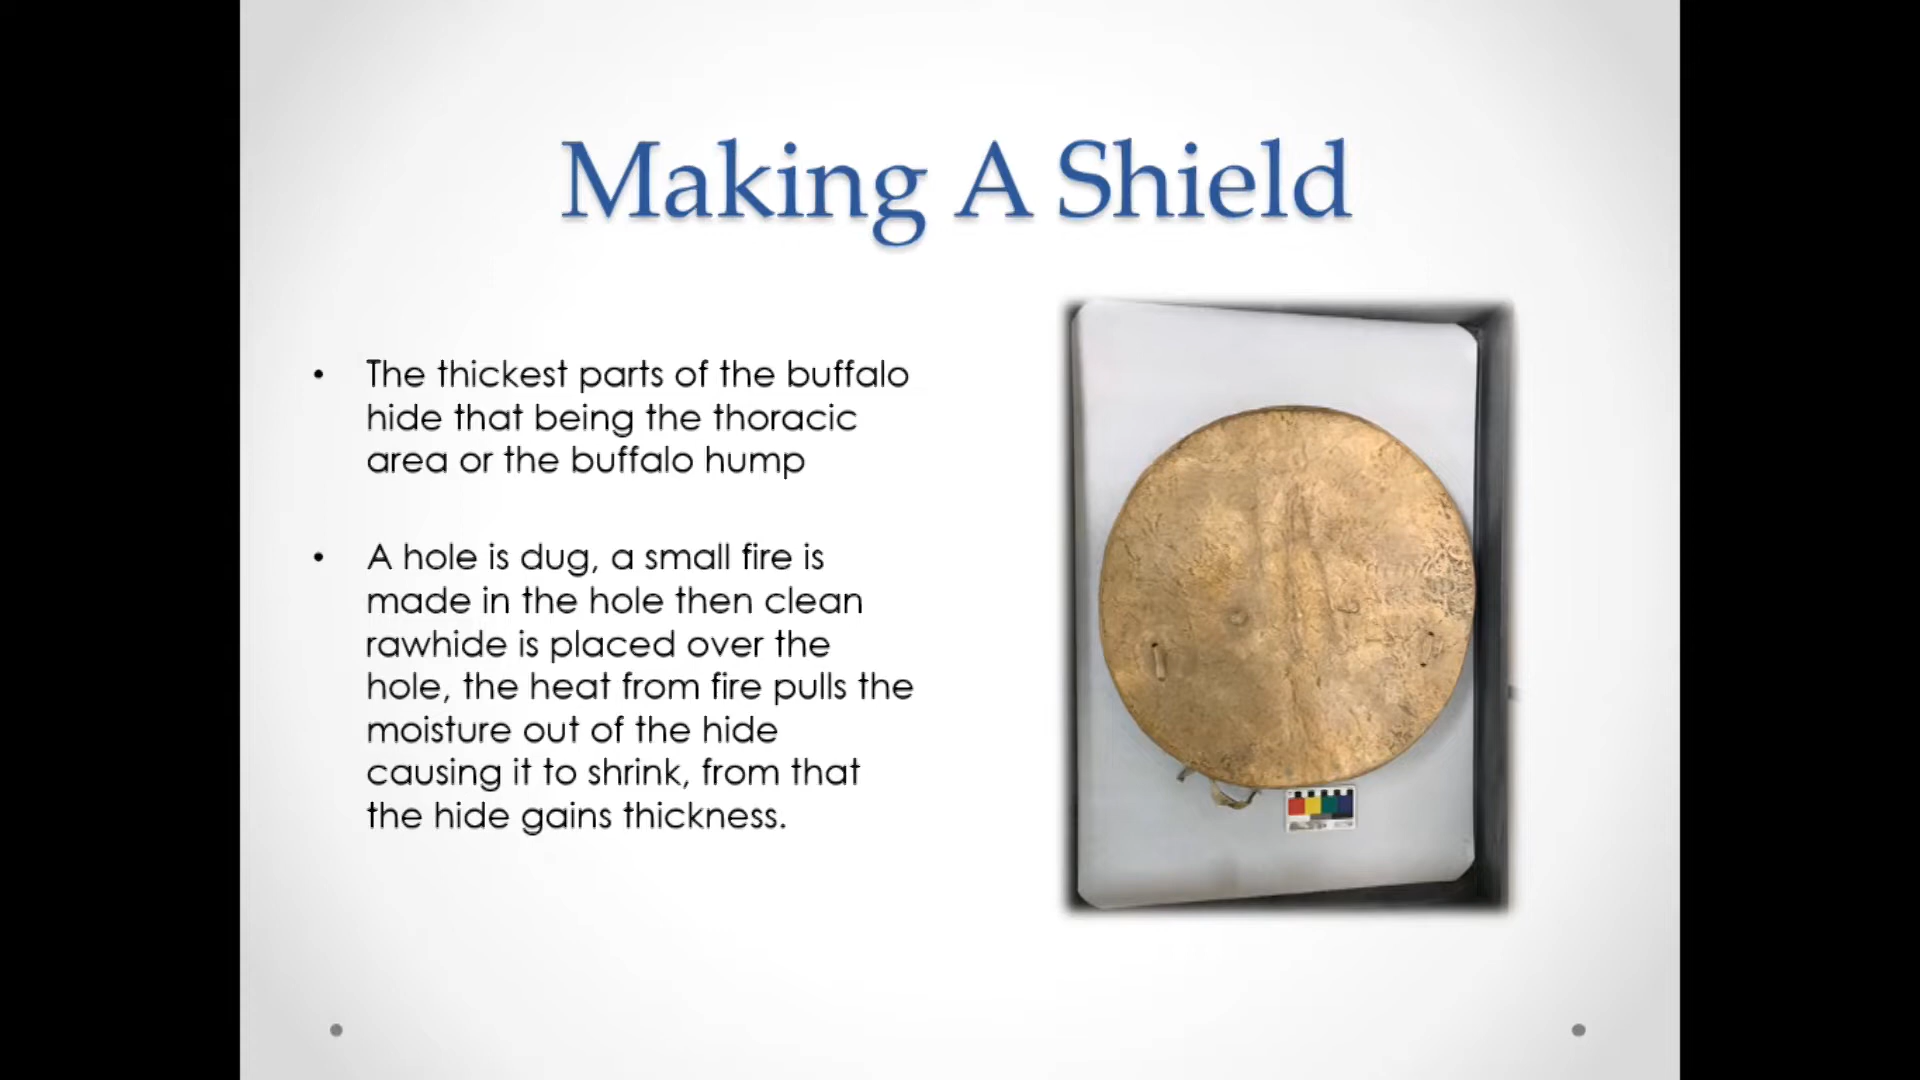 Making A Shield
• The thickest parts of the buffalo
hide that being the thoracic
area or the buffalo hump
• A hole is dug, a small fire is
made in the hole then clean
rawhide is placed over the
hole, the heat from fire pulls the
moisture out of the hide
causing it to shrink, from that
the hide gains thickness.